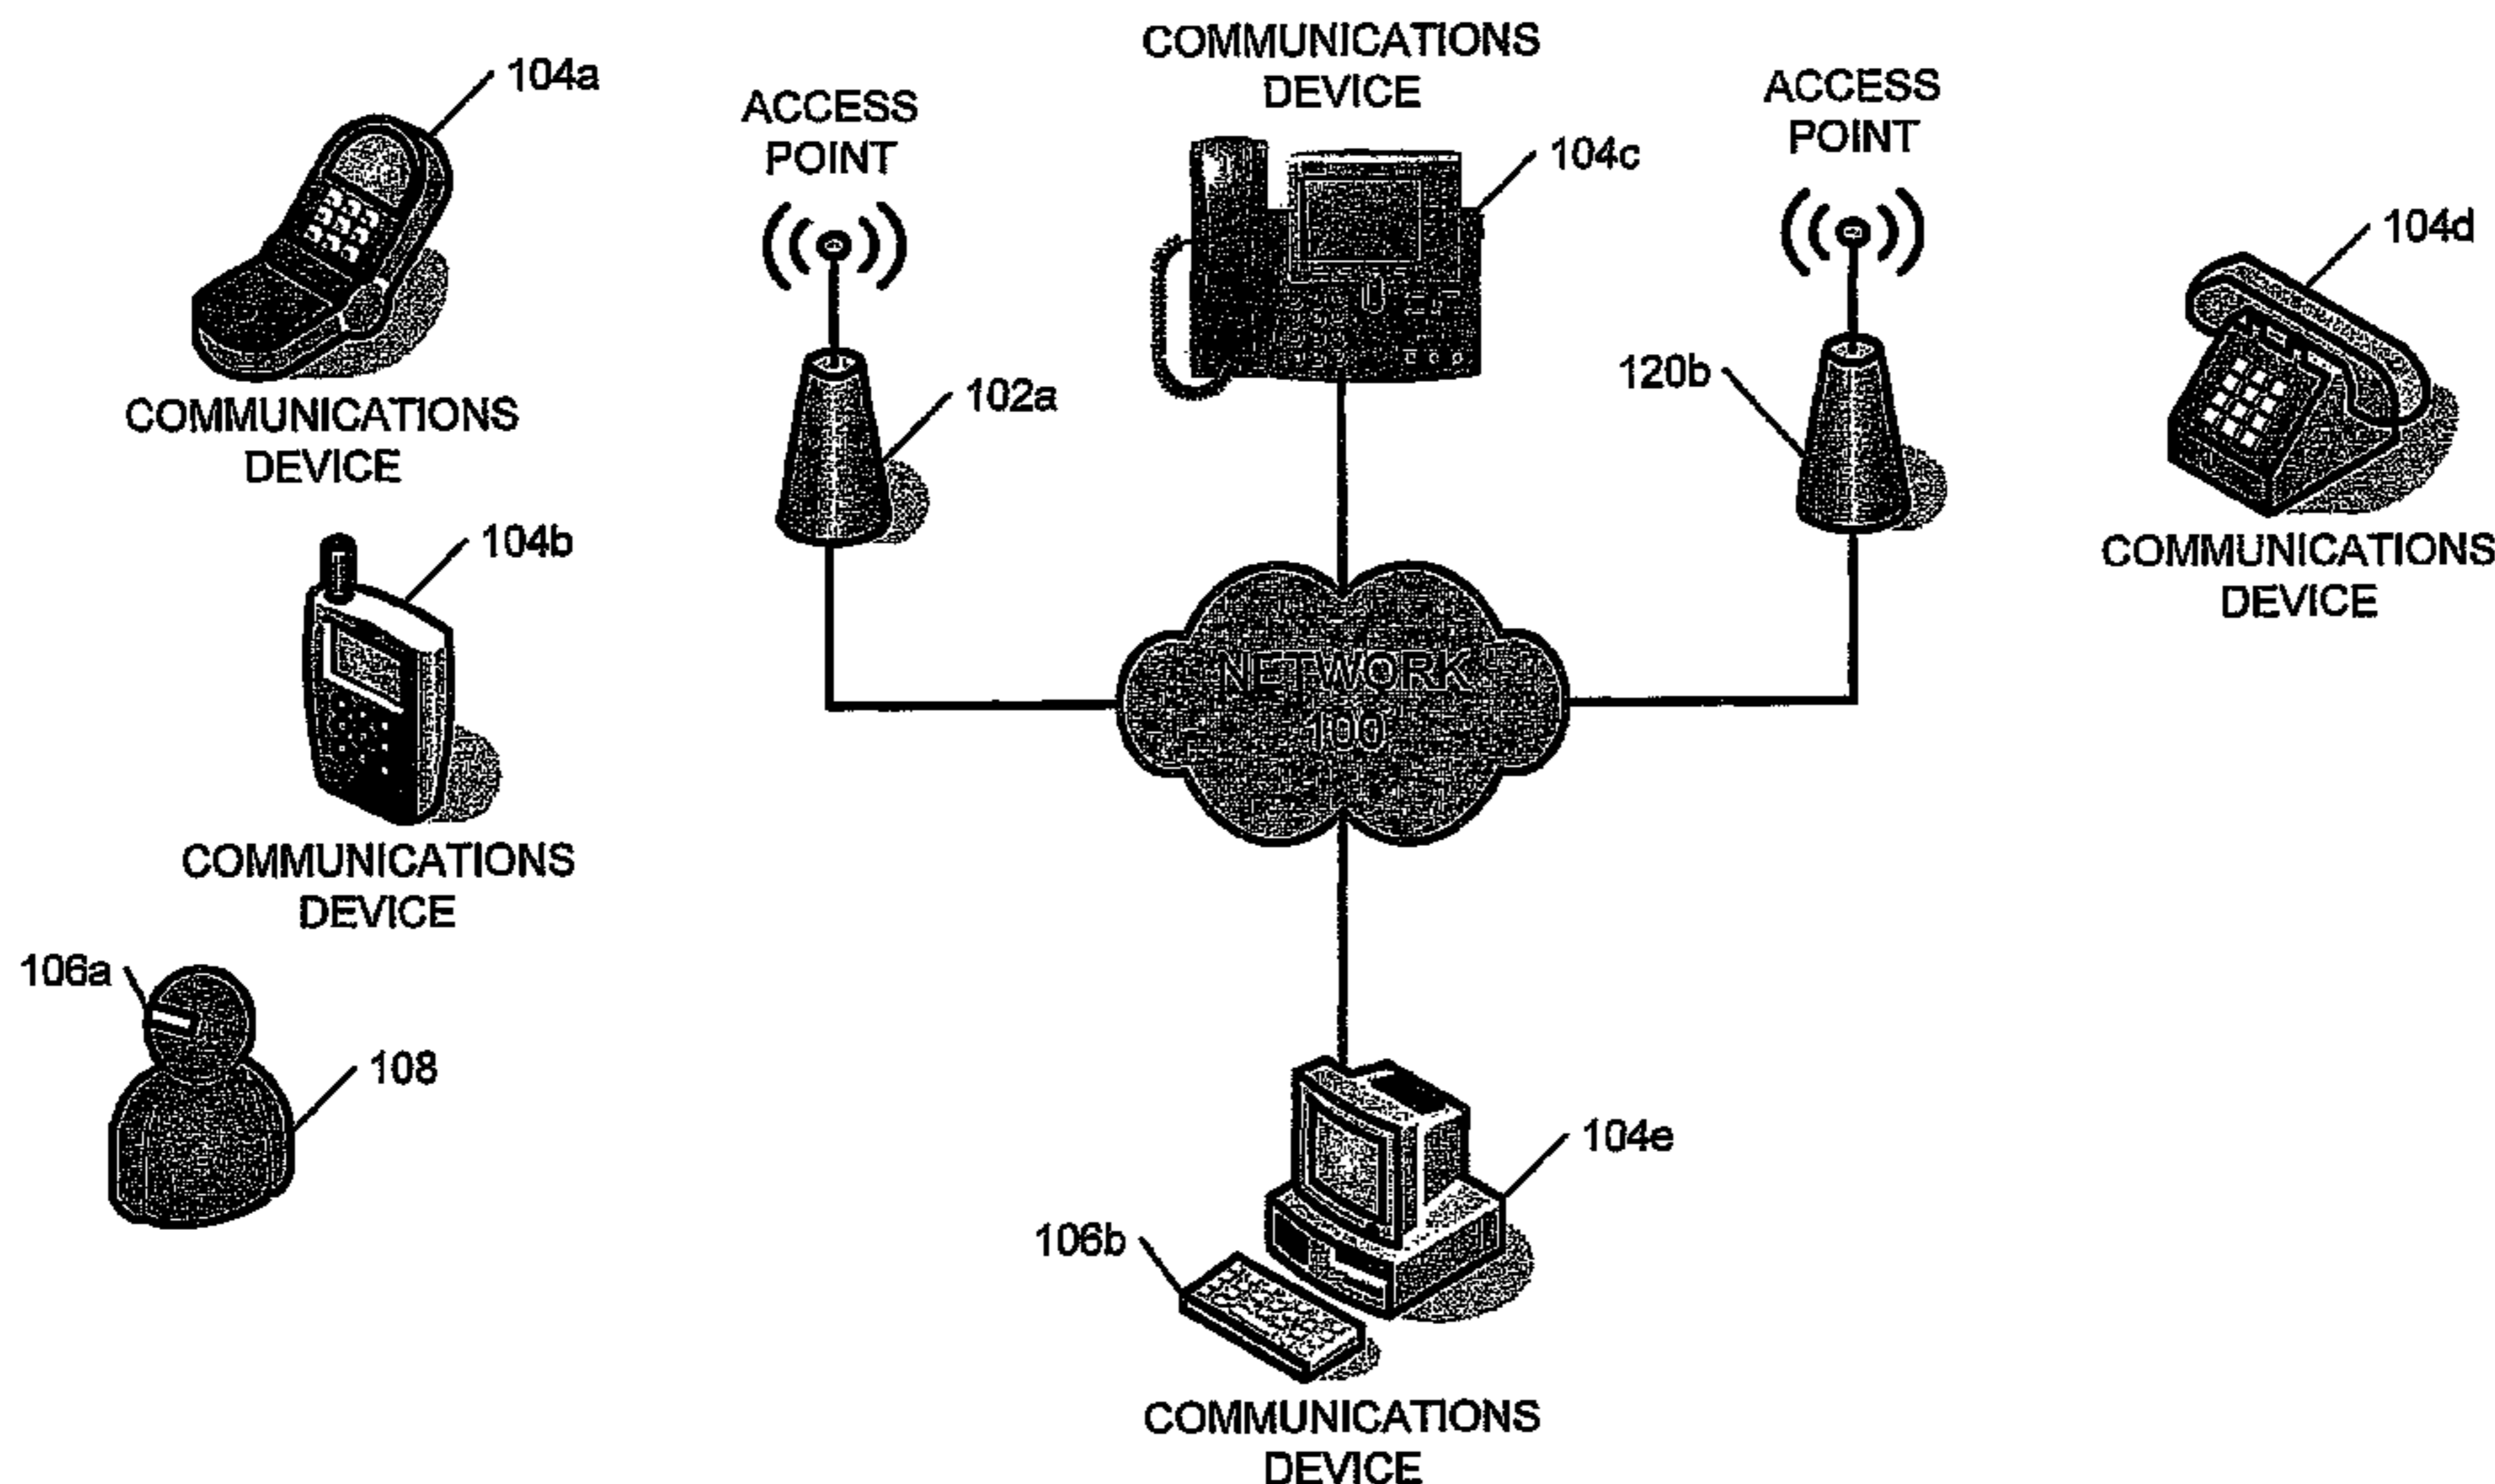 104a
COMMUNICATIONS
DEVICE
ACCESS
POINT
102a
COMMUNICATIONS
DEVICE
104c
ACCESS
POINT
120b
104d
COMMUNICATIONS
DEVICE
104b
COMMUNICATIONS
DEVICE
NETWORK
100
106a
108
104e
106b
COMMUNICATIONS
DEVICE